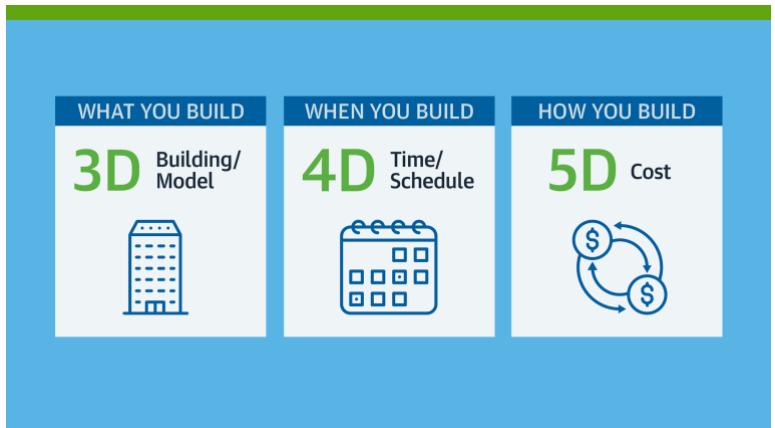 WHAT YOU BUILD
3D Building/
Model
WHEN YOU BUILD
4D Time/
Schedule
HOW YOU BUILD
5D Cost
$
$